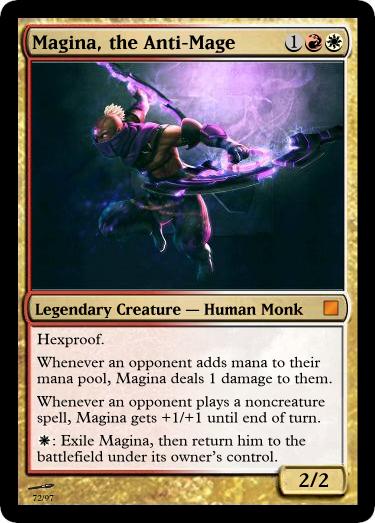 Magina, the Anti-Mage 1
Legendary Creature — Human Monk
Hexproof.
Whenever an opponent adds mana to their
mana pool, Magina deals 1 damage to them.
Whenever an opponent plays a noncreature
spell, Magina gets +1/+1 until end of turn.
: Exile Magina, then return him to the
battlefield under its owner's control.
2/2
72/97